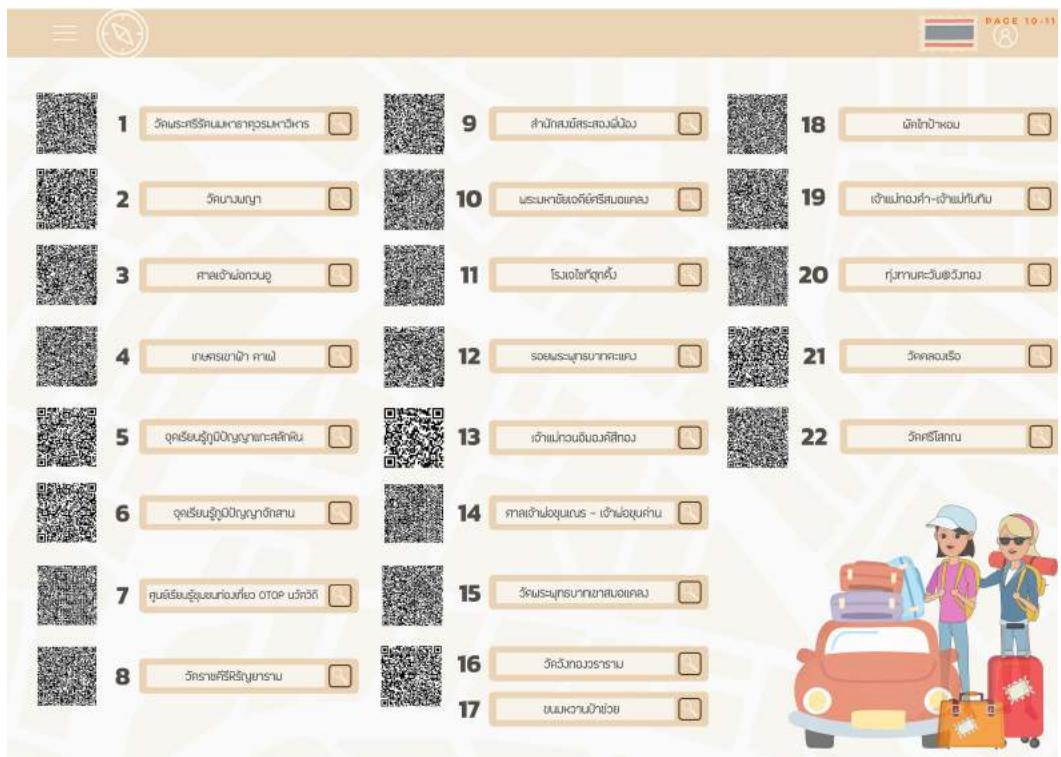 PAGE 10-11
1 วัดพระศรีรัตนมหาธาตุวรมหาวิหาร
2 วัดนางพญา
3 ศาลเจ้าพ่อกวนอู
4 เกษตรเขาฟ้า คาเฟ่
5 จุดเรียนรู้ภูมิปัญญาแกะสลักหิน
6 จุดเรียนรู้ภูมิปัญญาจักสาน
7 ศูนย์เรียนรู้ชุมชนท่องเที่ยว OTOP นวัตวิถี
8 วัดราชคีรีหิรัญยาราม
9 สำนักสงฆ์สระสองพี่น้อง
10 พระมหาชัยเจดีย์ศรีสมอแคลง
11 โรงเจไซทีฮุกตึ้ง
12 รอยพระพุทธบาทตะแคง
13 เจ้าแม่กวนอิมองค์สีทอง
14 ศาลเจ้าพ่อขุนเณร - เจ้าพ่อขุนด่าน
15 วัดพระพุทธบาทเขาสมอแคลง
16 วัดวังทองวราราม
17 ขนมหวานป้าช่วย
18 ผัดไทป้าหอม
19 เจ้าแม่ทองคำ-เจ้าแม่ทับทิม
20 ทุ่งทานตะวัน@วังทอง
21 วัดคลองเรือ
22 วัดศรีโสภณ